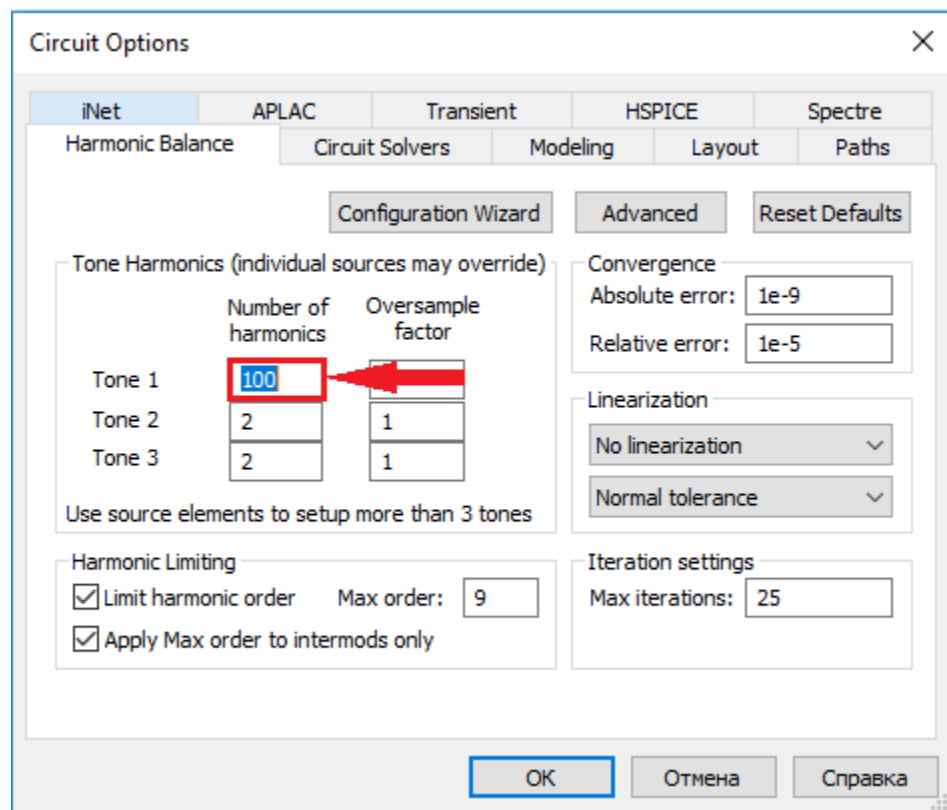 Circuit Options
iNet APLAC Transient HSPICE Spectre
Harmonic Balance Circuit Solvers Modeling Layout Paths
Configuration Wizard Advanced Reset Defaults
Tone Harmonics (individual sources may override)
Number of harmonics
Oversample factor
Tone 1 100
Tone 2 2 1
Tone 3 2 1
Use source elements to setup more than 3 tones
Convergence
Absolute error: 1e-9
Relative error: 1e-5
Linearization
No linearization
Normal tolerance
Harmonic Limiting
Limit harmonic order Max order: 9
Apply Max order to intermods only
Iteration settings
Max iterations: 25
OK Отмена Справка